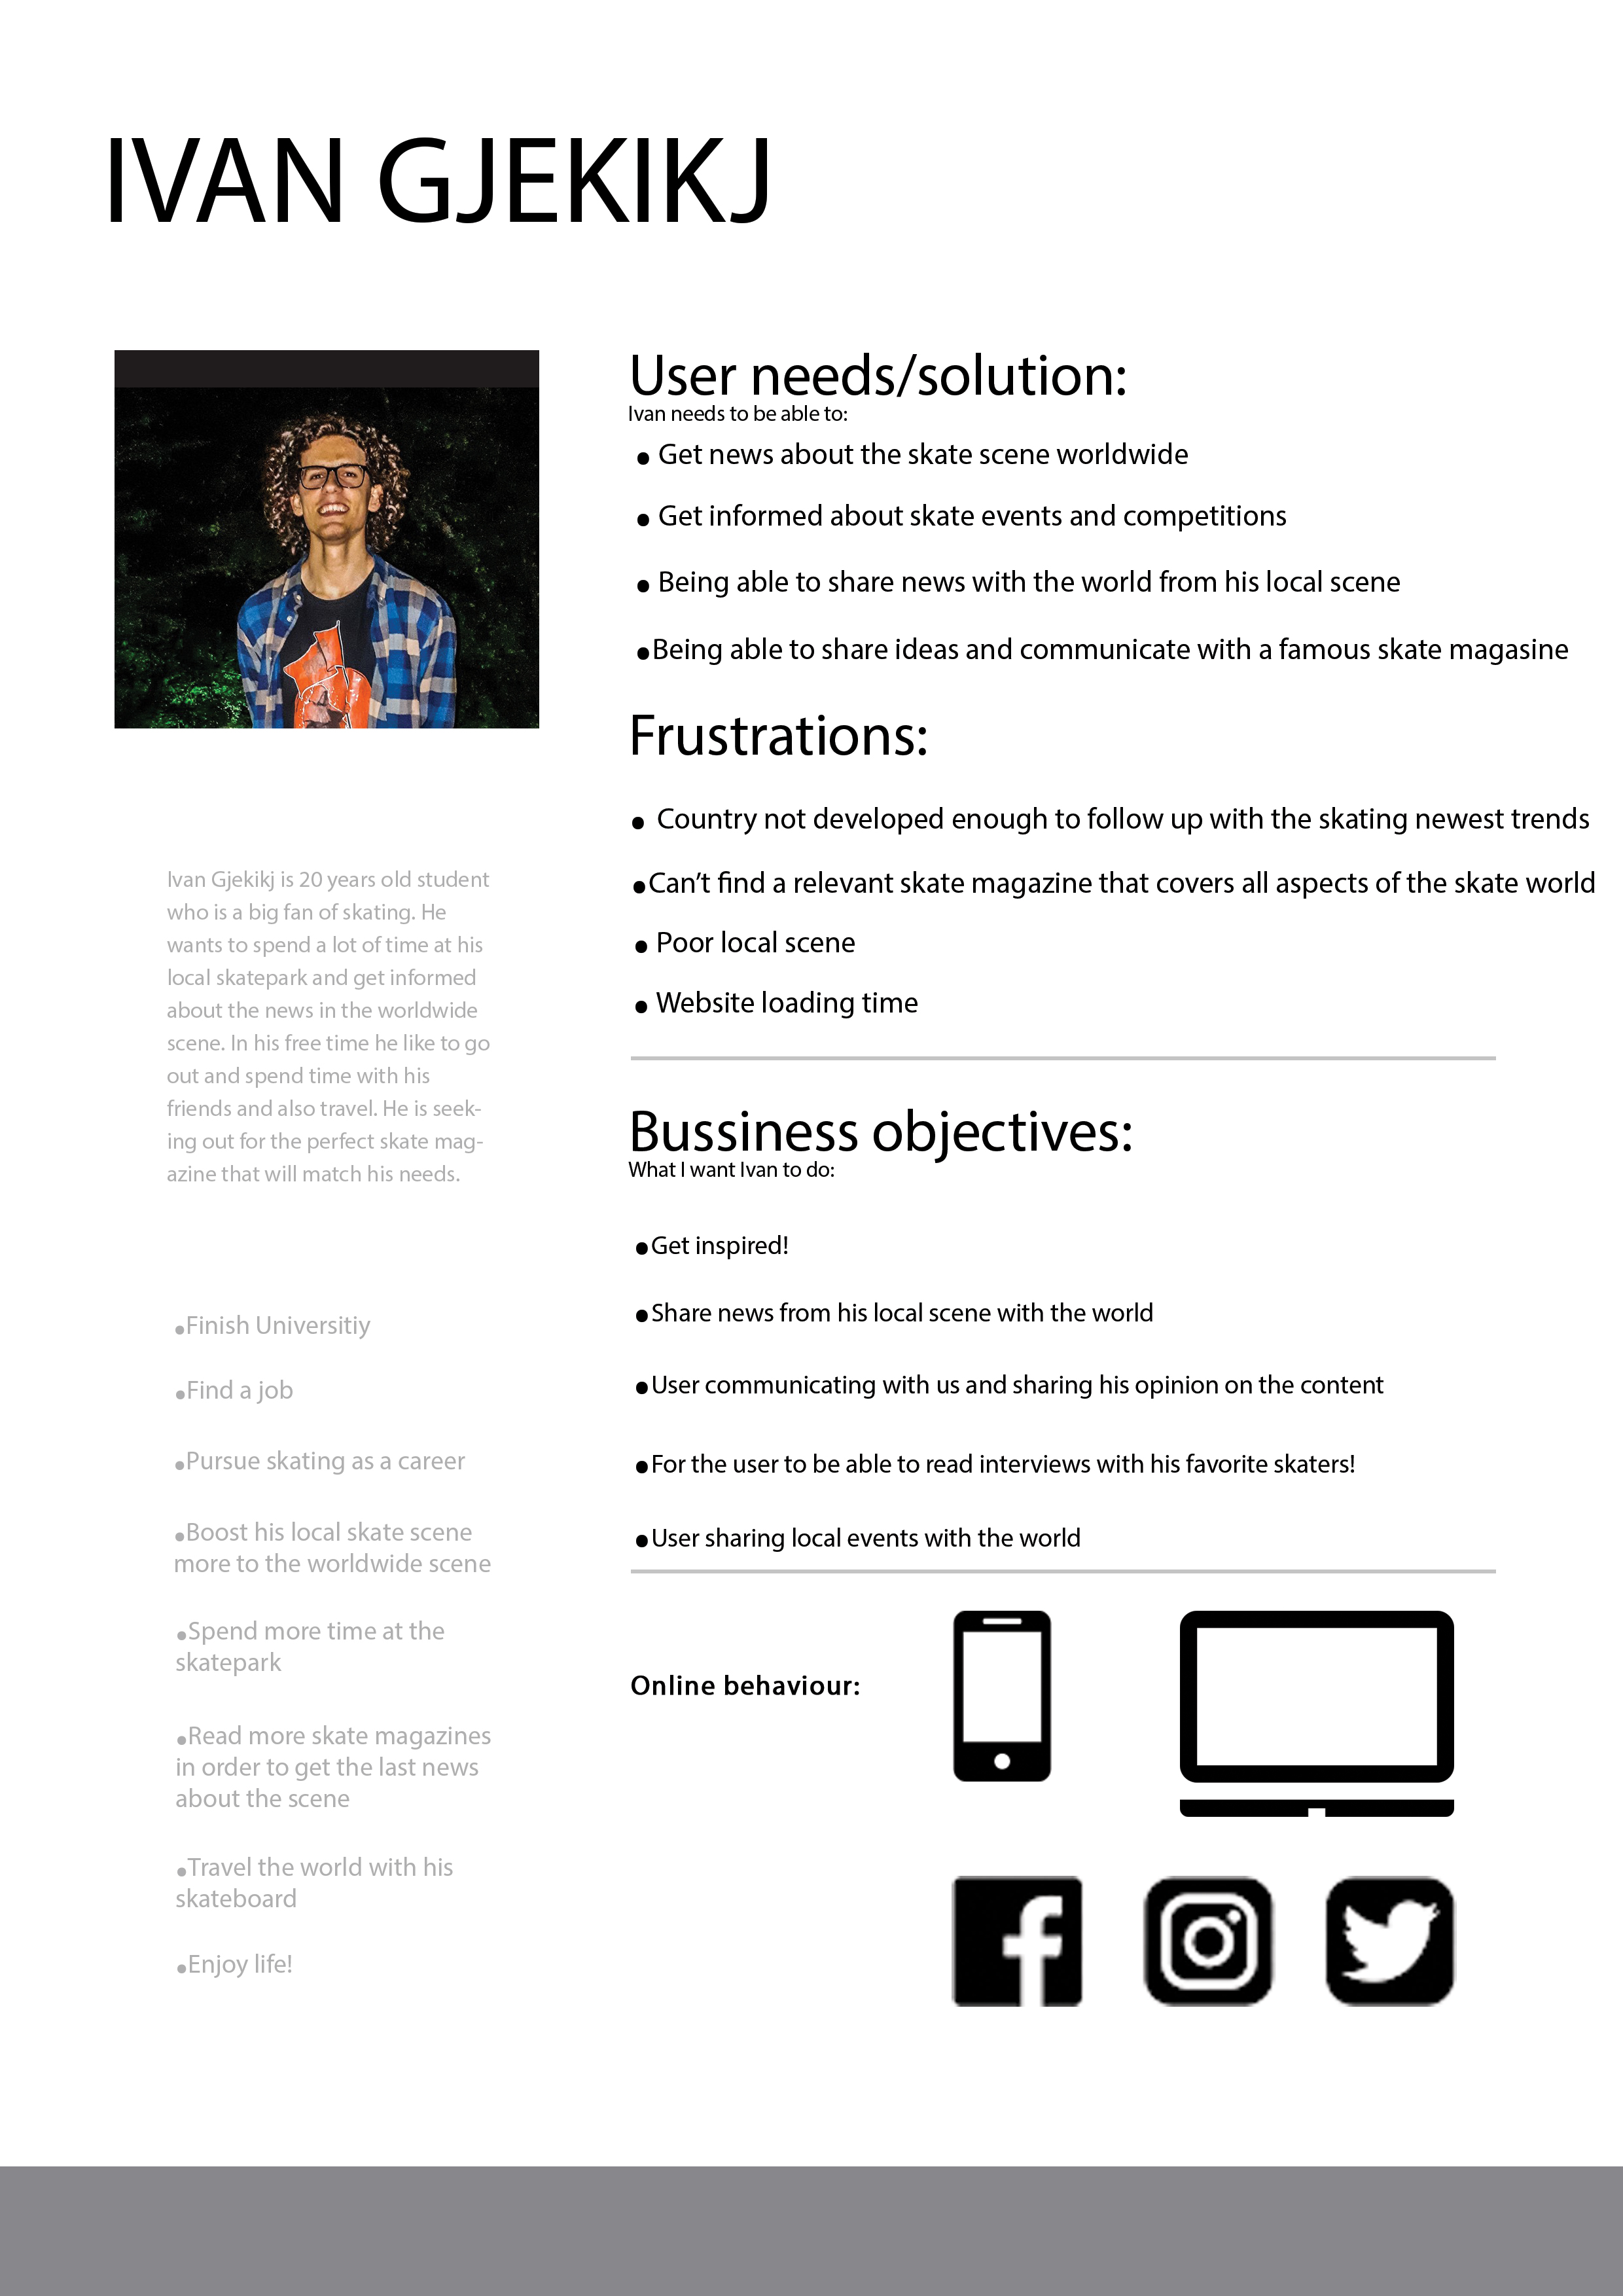 IVAN GJEKIKJ
Ivan Gjekikj is 20 years old student
who is a big fan of skating. He
wants to spend a lot of time at his
local skatepark and get informed
about the news in the worldwide
scene. In his free time he like to go
out and spend time with his
friends and also travel. He is seek-
ing out for the perfect skate mag-
azine that will match his needs.
•Finish Universitiy
•Find a job
•Pursue skating as a career
•Boost his local skate scene
more to the worldwide scene
•Spend more time at the
skatepark
•Read more skate magazines
in order to get the last news
about the scene
•Travel the world with his
skateboard
•Enjoy life!
User needs/solution:
Ivan needs to be able to:
• Get news about the skate scene worldwide
• Get informed about skate events and competitions
• Being able to share news with the world from his local scene
•Being able to share ideas and communicate with a famous skate magasine
Frustrations:
• Country not developed enough to follow up with the skating newest trends
•Can’t find a relevant skate magazine that covers all aspects of the skate world
• Poor local scene
• Website loading time
Bussiness objectives:
What I want Ivan to do:
•Get inspired!
•Share news from his local scene with the world
•User communicating with us and sharing his opinion on the content
•For the user to be able to read interviews with his favorite skaters!
•User sharing local events with the world
Online behaviour: